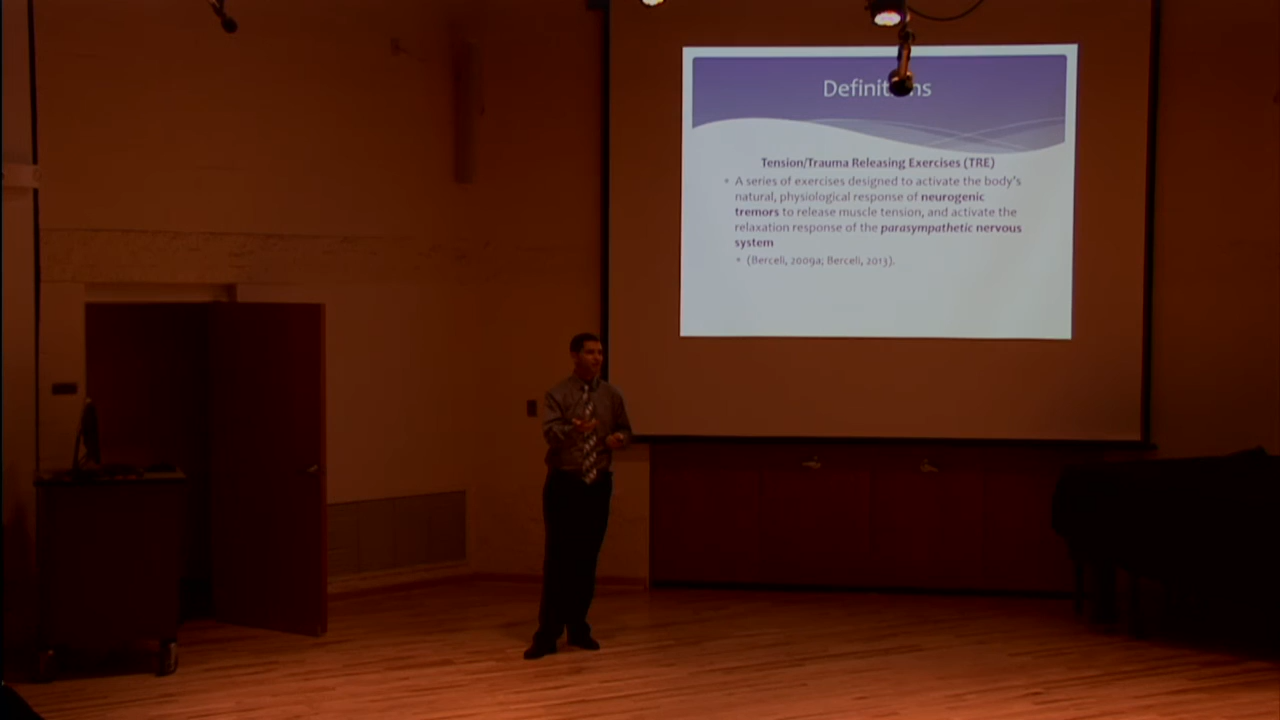 Definitions
Tension/Trauma Releasing Exercises (TRE)
A series of exercises designed to activate the body's
natural, physiological response of neurogenic
tremors to release muscle tension, and activate the
relaxation response of the parasympathetic nervous
system
(Berceli, 2009a; Berceli, 2013).